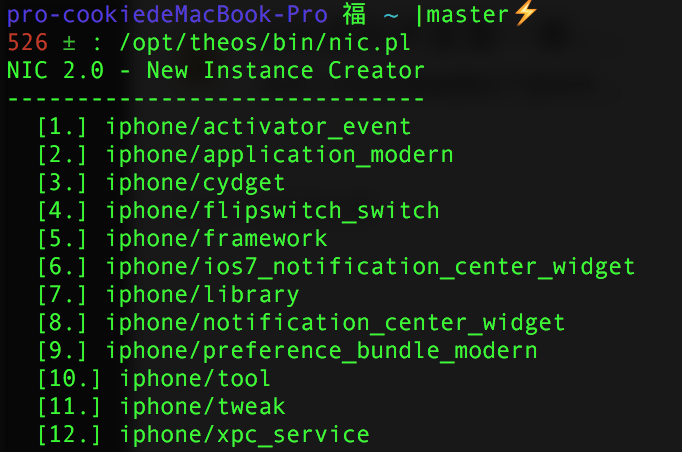 pro-cookiedeMacBook-Pro 福 ~ |master⚡
526 ± : /opt/theos/bin/nic.pl
NIC 2.0 - New Instance Creator
------------------------------
[1.] iphone/activator_event
[2.] iphone/application_modern
[3.] iphone/cydget
[4.] iphone/flipswitch_switch
[5.] iphone/framework
[6.] iphone/ios7_notification_center_widget
[7.] iphone/library
[8.] iphone/notification_center_widget
[9.] iphone/preference_bundle_modern
[10.] iphone/tool
[11.] iphone/tweak
[12.] iphone/xpc_service